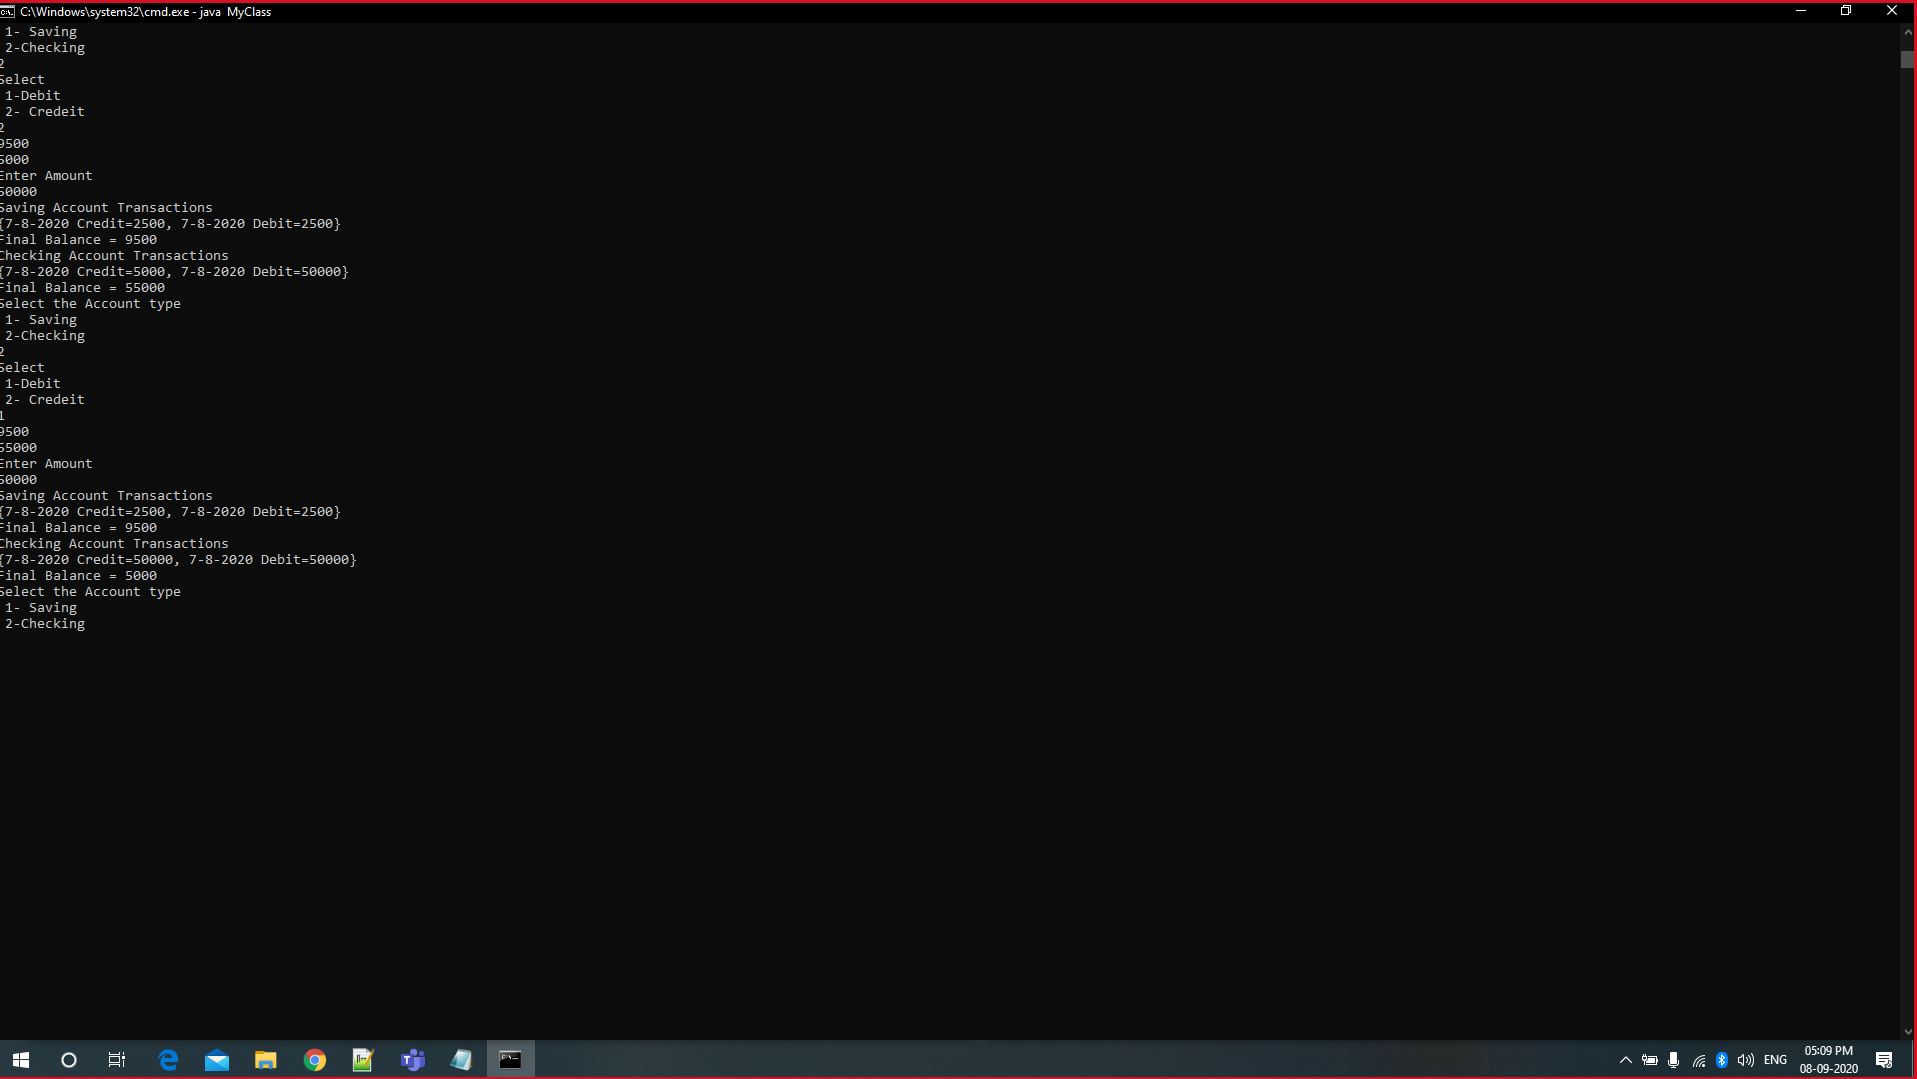 C:\Windows\system32\cmd.exe - java  MyClass
1- Saving
2-Checking
2
Select
1-Debit
2- Credeit
2
9500
5000
Enter Amount
50000
Saving Account Transactions
{7-8-2020 Credit=2500, 7-8-2020 Debit=2500}
Final Balance = 9500
Checking Account Transactions
{7-8-2020 Credit=5000, 7-8-2020 Debit=50000}
Final Balance = 55000
Select the Account type
1- Saving
2-Checking
2
Select
1-Debit
2- Credeit
1
9500
55000
Enter Amount
50000
Saving Account Transactions
{7-8-2020 Credit=2500, 7-8-2020 Debit=2500}
Final Balance = 9500
Checking Account Transactions
{7-8-2020 Credit=50000, 7-8-2020 Debit=50000}
Final Balance = 5000
Select the Account type
1- Saving
2-Checking
ENG
05:09 PM
08-09-2020